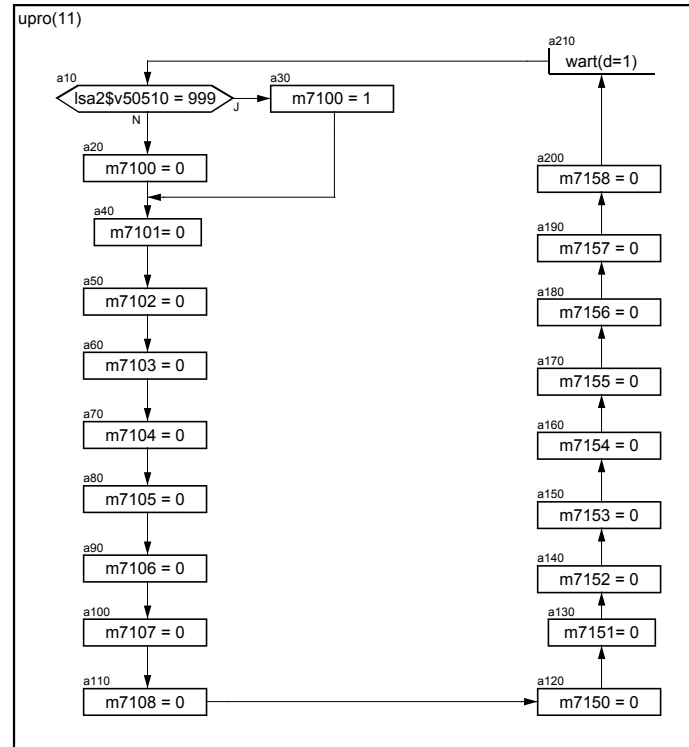 upro(11)
a10
lsa2$v50510 = 999
N
J
a30
m7100 = 1
a20
m7100 = 0
a40
m7101= 0
a50
m7102 = 0
a60
m7103 = 0
a70
m7104 = 0
a80
m7105 = 0
a90
m7106 = 0
a100
m7107 = 0
a110
m7108 = 0
a120
m7150 = 0
a130
m7151= 0
a140
m7152 = 0
a150
m7153 = 0
a160
m7154 = 0
a170
m7155 = 0
a180
m7156 = 0
a190
m7157 = 0
a200
m7158 = 0
a210
wart(d=1)